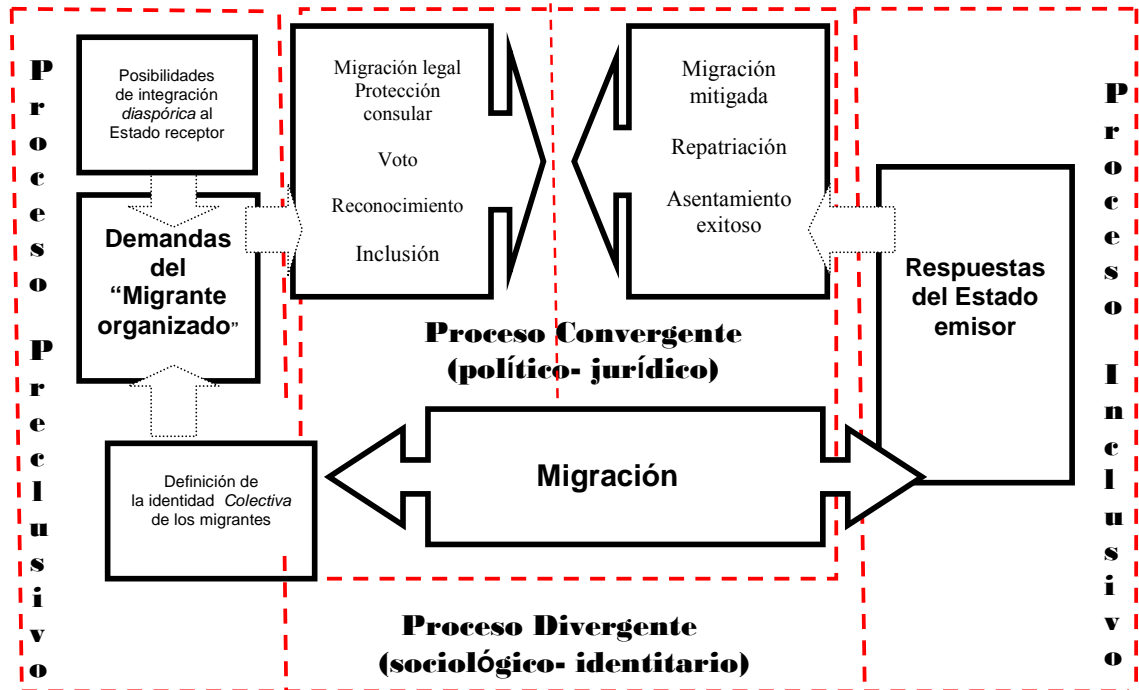 Proceso Preclusivo
Posibilidades
de integración
diaspórica al
Estado receptor
Demandas
del
“Migrante
organizado”
Definición de
la identidad Colectiva
de los migrantes
Migración legal
Protección
consular
Voto
Reconocimiento
Inclusión
Migración
mitigada
Repatriación
Asentamiento
exitoso
Proceso Convergente
(político- jurídico)
Migración
Proceso Divergente
(sociológico- identitario)
Respuestas
del Estado
emisor
Proceso Inclusivo